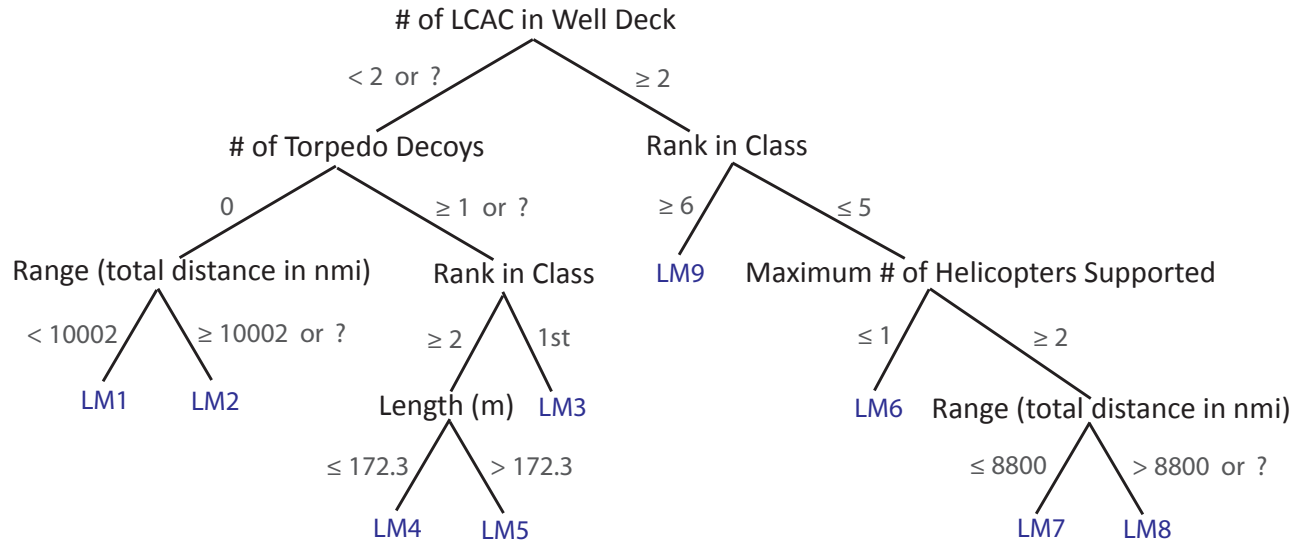 # of LCAC in Well Deck
< 2 or ?
≥ 2
# of Torpedo Decoys
Rank in Class
0
≥ 1 or ?
≥ 6
≤ 5
Range (total distance in nmi)
Rank in Class
LM9
Maximum # of Helicopters Supported
< 10002
≥ 10002 or ?
≥ 2
1st
≤ 1
≥ 2
LM1
LM2
Length (m)
LM3
LM6
Range (total distance in nmi)
≤ 172.3
> 172.3
≤ 8800
> 8800 or ?
LM4
LM5
LM7
LM8